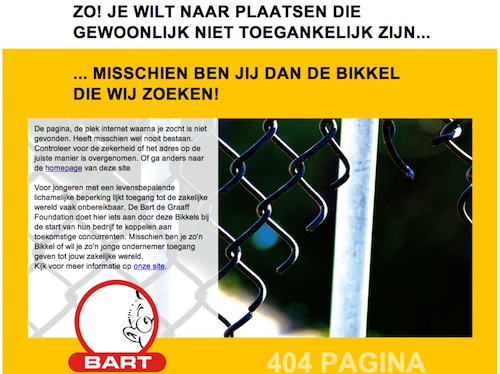 ZO! JE WILT NAAR PLAATSEN DIE
GEWOONLIJK NIET TOEGANKELIJK ZIJN...
... MISSCHIEN BEN JIJ DAN DE BIKKEL
DIE WIJ ZOEKEN!
De pagina, de plek internet waarna je zocht is niet
gevonden. Heeft misschien wel nooit bestaan.
Controleer voor de zekerheid of het adres op de
juiste manier is overgenomen. Of ga anders naar
de homepage van deze site
Voor jongeren met een levensbepalende
lichamelijke beperking lijkt toegang tot de zakelijke
wereld vaak onbereikbaar. De Bart de Graaff
Foundation doet hier iets aan door deze Bikkels bij
de start van hun bedrijf te koppelen aan
toekomstige concurrenten. Misschien ben je zo'n
Bikkel of wil je zo'n jonge ondernemer toegang
geven tot jouw zakelijke wereld.
Kijk voor meer informatie op onze site.
BART
404 PAGINA